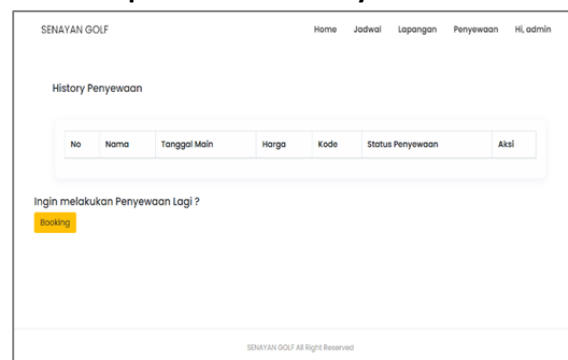 SENAYAN GOLF Home Jadwal Lapangan Penyewaan Hi, admin
History Penyewaan
No Nama Tanggal Main Harga Kode Status Penyewaan Aksi
Ingin melakukan Penyewaan Lagi ?
Booking
SENAYAN GOLF All Right Reserved